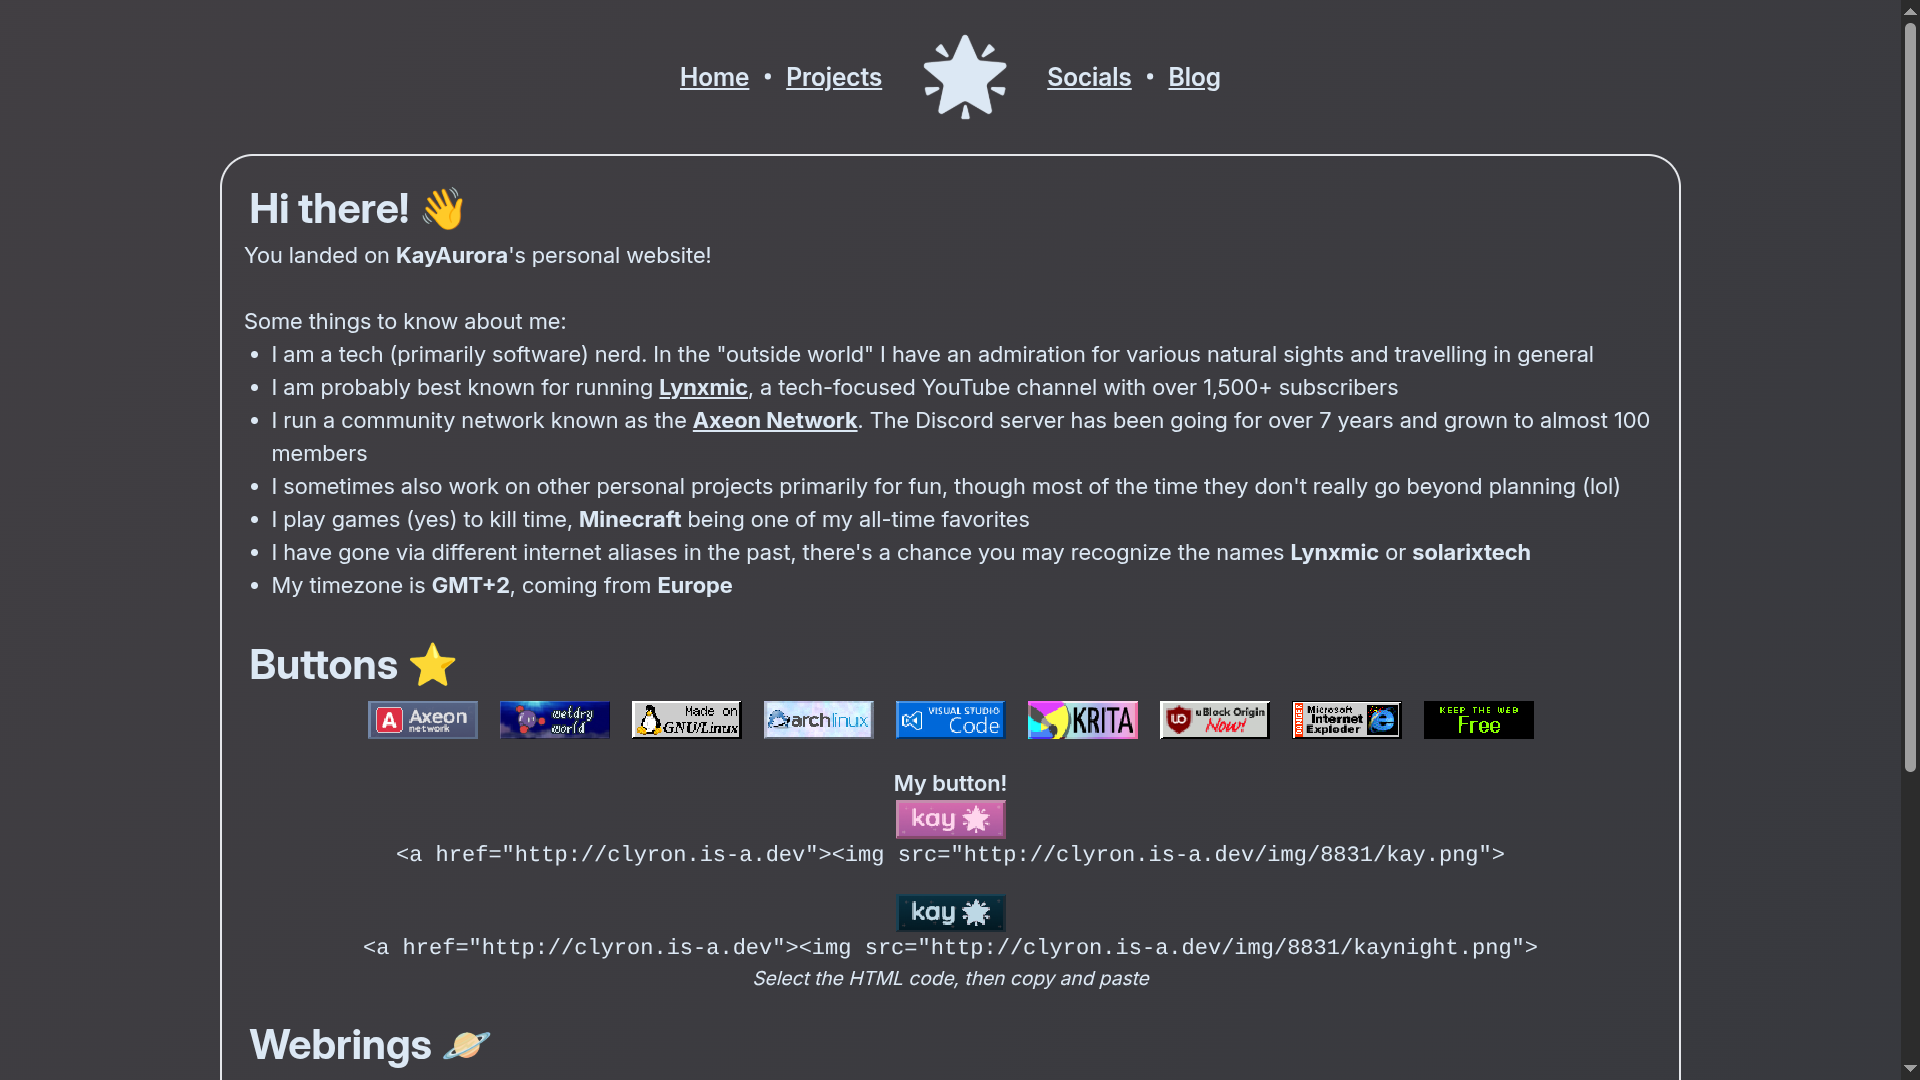 Home • Projects Socials • Blog
Hi there! 👋
You landed on KayAurora's personal website!
Some things to know about me:
• I am a tech (primarily software) nerd. In the "outside world" I have an admiration for various natural sights and travelling in general
• I am probably best known for running Lynxmic, a tech-focused YouTube channel with over 1,500+ subscribers
• I run a community network known as the Axeon Network. The Discord server has been going for over 7 years and grown to almost 100
members
• I sometimes also work on other personal projects primarily for fun, though most of the time they don't really go beyond planning (lol)
• I play games (yes) to kill time, Minecraft being one of my all-time favorites
• I have gone via different internet aliases in the past, there's a chance you may recognize the names Lynxmic or solarixtech
• My timezone is GMT+2, coming from Europe
Buttons ⭐
A Axeon network
wetdry world
Made on GNU/Linux
archlinux
VISUAL STUDIO Code
KRITA
uBlock Origin Now!
DANGER Microsoft Internet Exploder
KEEP THE WEB Free
My button!
kay
<a href="http://clyron.is-a.dev"><img src="http://clyron.is-a.dev/img/8831/kay.png">
kay
<a href="http://clyron.is-a.dev"><img src="http://clyron.is-a.dev/img/8831/kaynight.png">
Select the HTML code, then copy and paste
Webrings 🪐